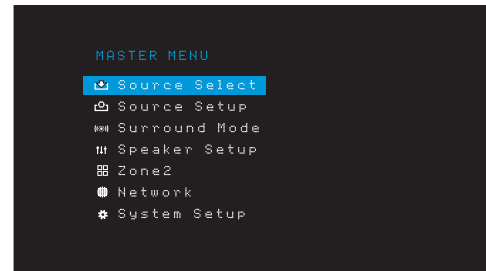 MASTER MENU
Source Select
Source Setup
Surround Mode
Speaker Setup
Zone2
Network
System Setup